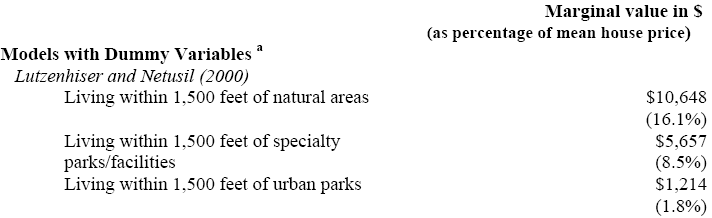 Marginal value in $
(as percentage of mean house price)
Models with Dummy Variables a
Lutzenhiser and Netusil (2000)
Living within 1,500 feet of natural areas $10,648
(16.1%)
Living within 1,500 feet of specialty $5,657
parks/facilities (8.5%)
Living within 1,500 feet of urban parks $1,214
(1.8%)